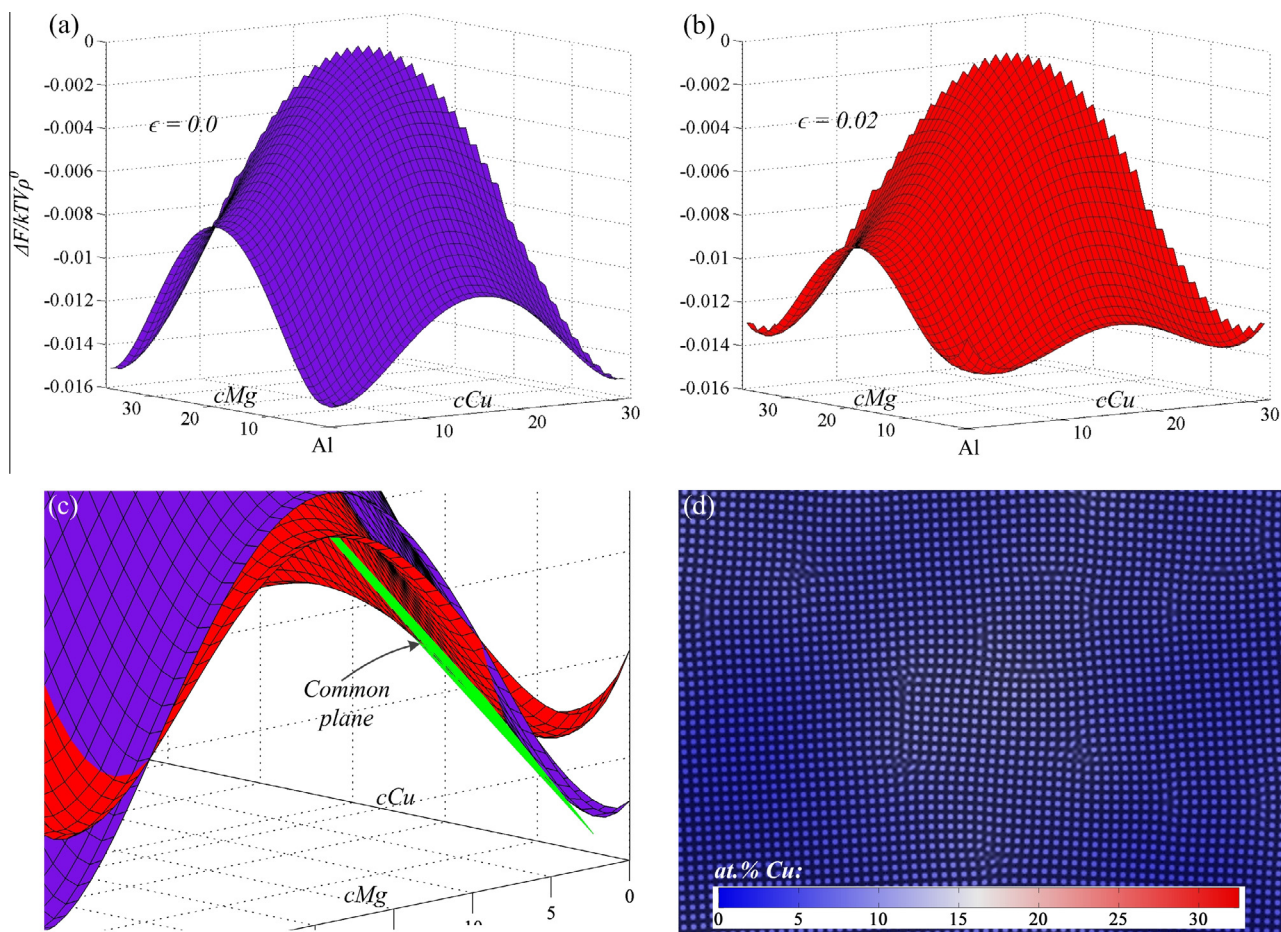 (a)
0
-0.002
-0.004
-0.006
-0.008
-0.01
-0.012
-0.014
-0.016
ΔF/kTVρ⁰
ϵ = 0.0
30
20
10
cMg
Al
cCu
10
20
30
(b)
0
-0.002
-0.004
-0.006
-0.008
-0.01
-0.012
-0.014
-0.016
ϵ = 0.02
30
20
10
cMg
Al
cCu
10
20
30
(c)
Common
plane
cCu
cMg
10
5
0
(d)
at.% Cu:
0 5 10 15 20 25 30